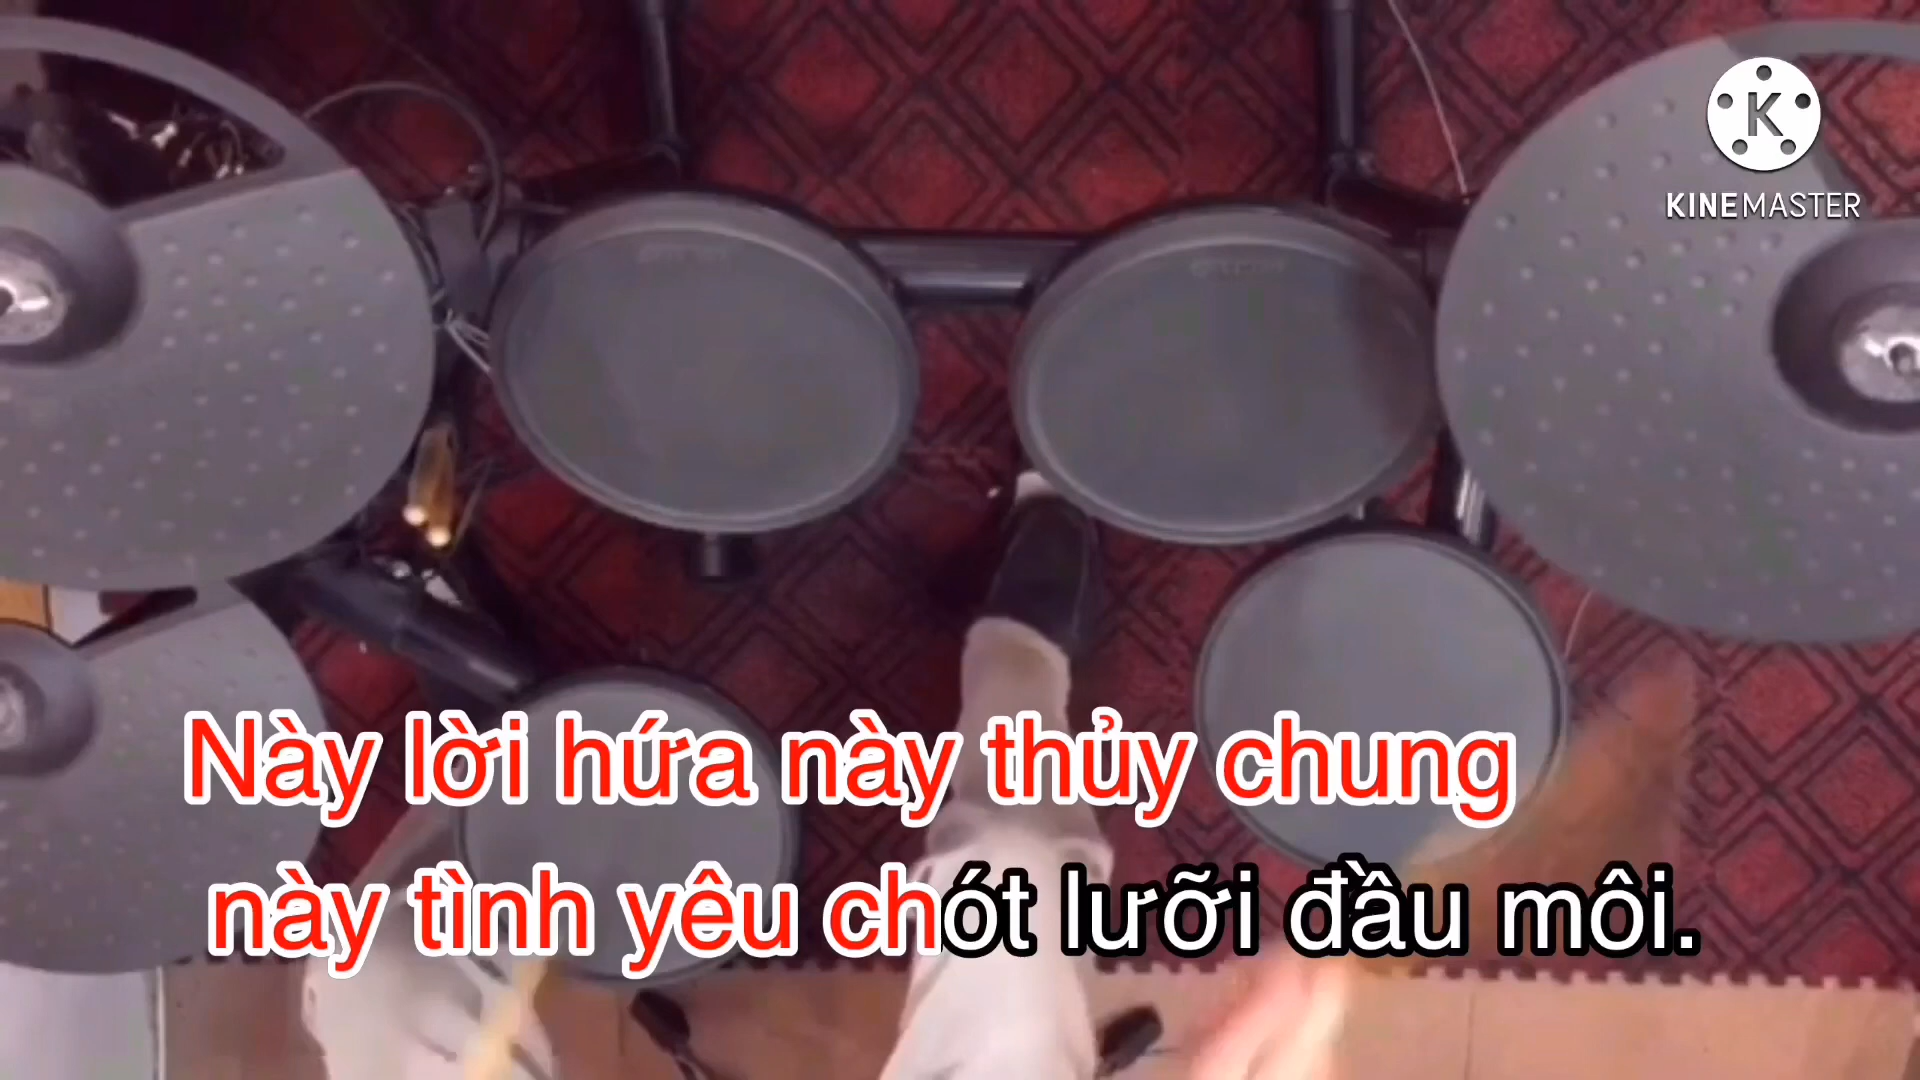 KINEMASTER
Này lời hứa này thủy chung
này tình yêu chót lưỡi đầu môi.